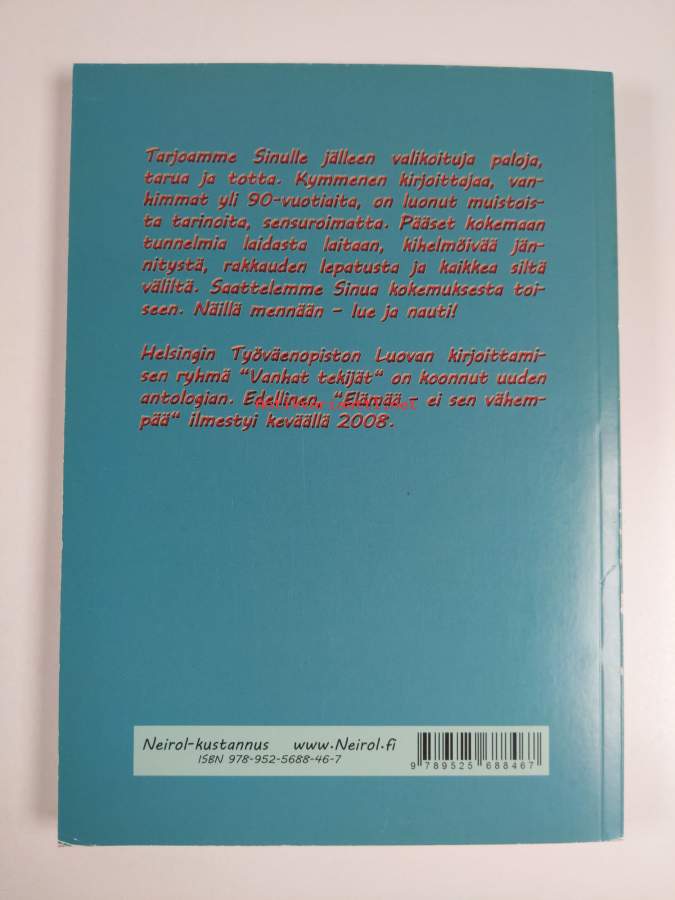 Tarjoamme Sinulle jälleen valikoituja paloja,
tarua ja totta. Kymmenen kirjoittajaa, van-
himmat yli 90-vuotiaita, on luonut muistois-
ta tarinoita, sensuroimatta. Pääset kokemaan
tunnelmia laidasta laitaan, kihelmöivää jän-
nitystä, rakkauden lepatusta ja kaikkea siltä
väliltä. Saattelemme Sinua kokemuksesta toi-
seen. Näillä mennään - lue ja nauti!
Helsingin Työväenopiston Luovan kirjoittami-
sen ryhmä "Vanhat tekijät" on koonnut uuden
antologian. Edellinen, "Elämää - ei sen vähem-
pää" ilmestyi keväällä 2008.
Neirol-kustannus www.Neirol.fi
ISBN 978-952-5688-46-7
9 789525 688467